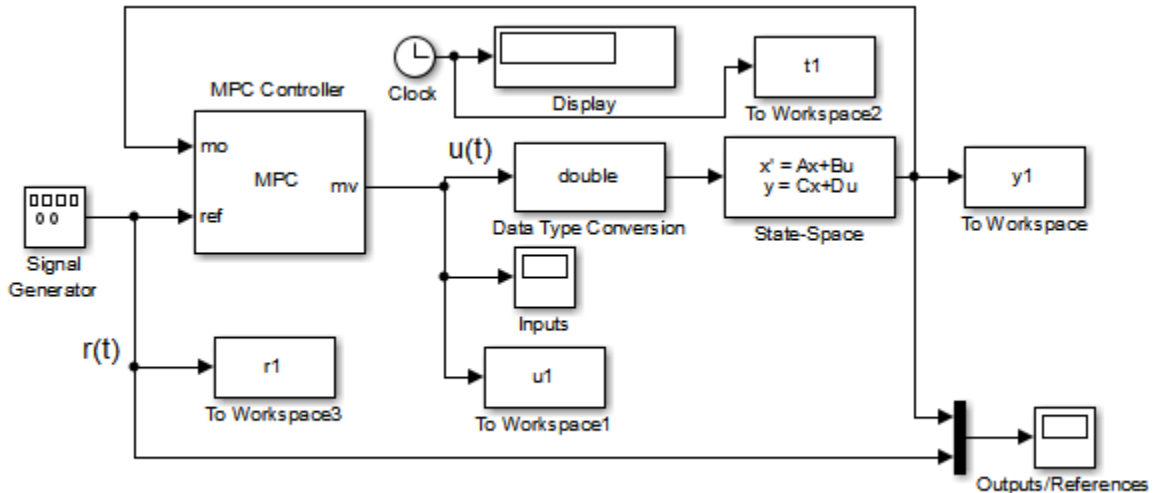 MPC Controller
mo
MPC
mv
ref
Clock
Display
t1
To Workspace2
u(t)
double
Data Type Conversion
x' = Ax+Bu
y = Cx+Du
State-Space
y1
To Workspace
Signal
Generator
Inputs
r(t)
r1
To Workspace3
u1
To Workspace1
Outputs/References